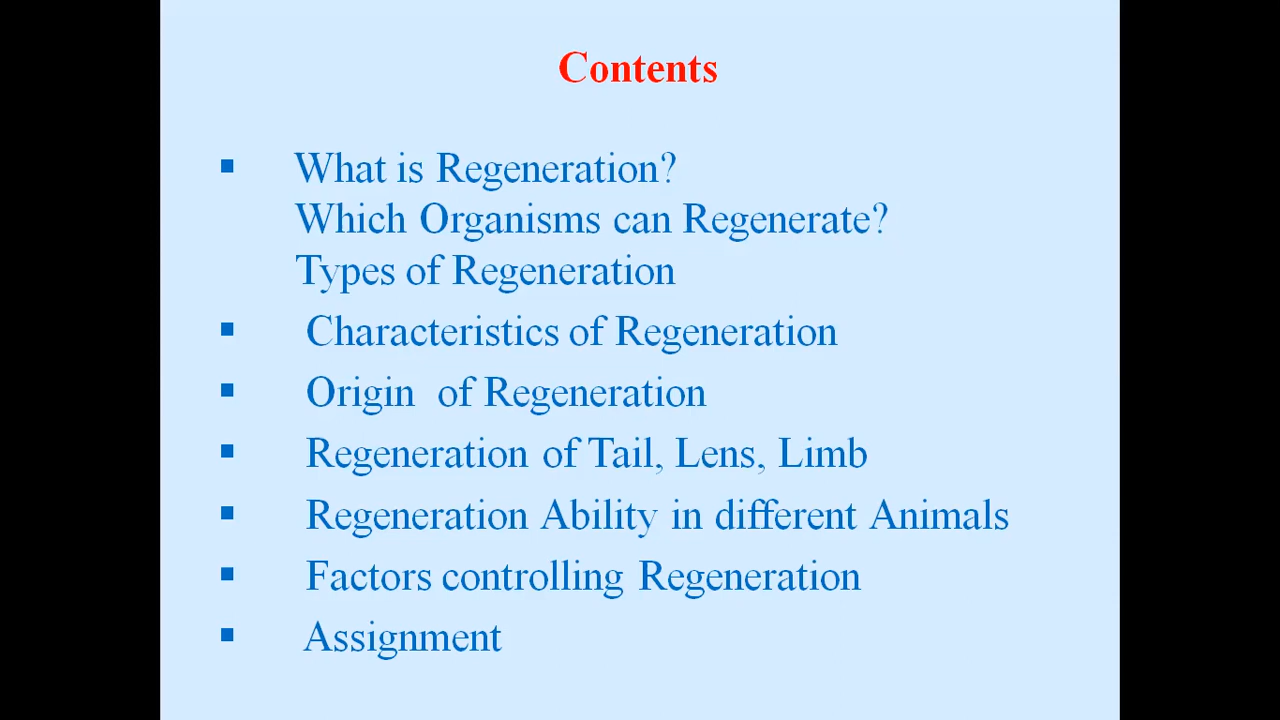 Contents
▪ What is Regeneration?
Which Organisms can Regenerate?
Types of Regeneration
▪ Characteristics of Regeneration
▪ Origin of Regeneration
▪ Regeneration of Tail, Lens, Limb
▪ Regeneration Ability in different Animals
▪ Factors controlling Regeneration
▪ Assignment